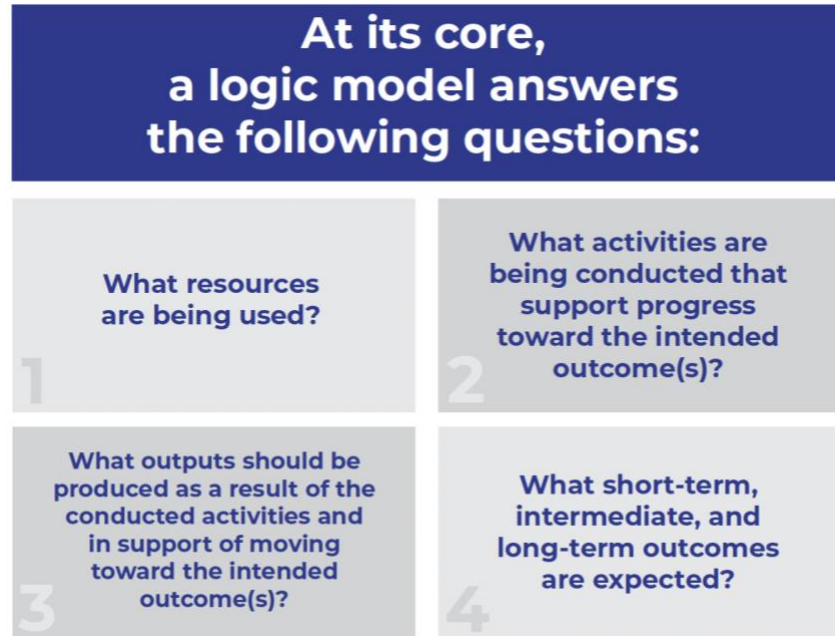 At its core,
a logic model answers
the following questions:
What resources
are being used?
1
What activities are
being conducted that
support progress
toward the intended
outcome(s)?
2
What outputs should be
produced as a result of the
conducted activities and
in support of moving
toward the intended
outcome(s)?
3
What short-term,
intermediate, and
long-term outcomes
are expected?
4